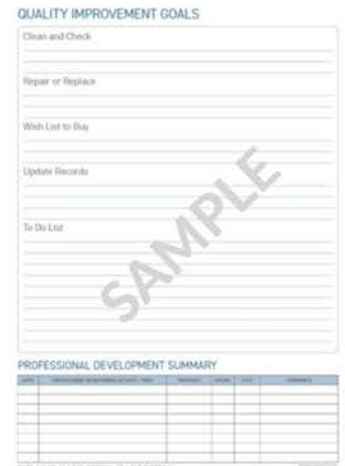 QUALITY IMPROVEMENT GOALS
Clean and Check
Repair or Replace
Wish List to Buy
Update Records
To Do List
SAMPLE
PROFESSIONAL DEVELOPMENT SUMMARY
DATE